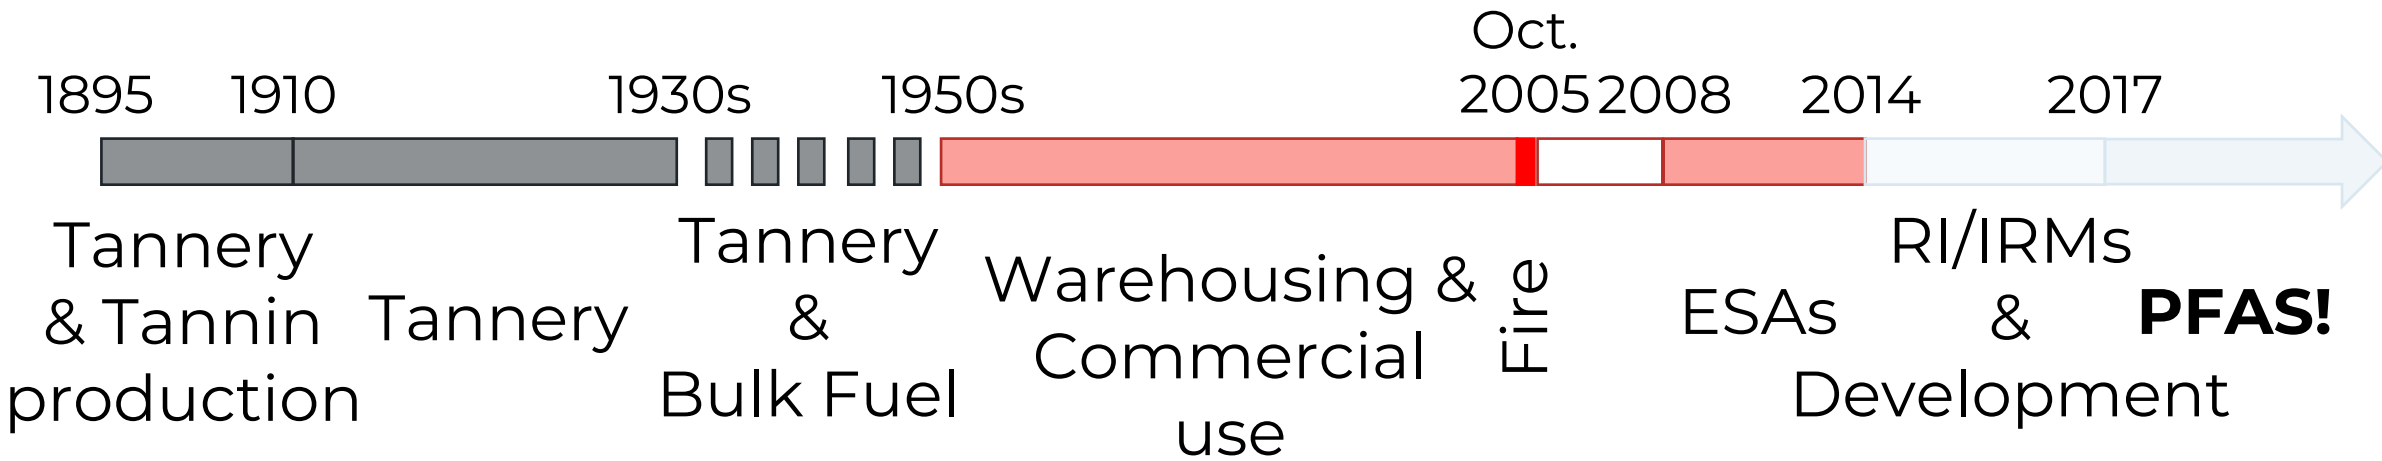 1895
1910
1930s
1950s
Oct.
2005
2008
2014
2017
Tannery
& Tannin
production
Tannery
Tannery
&
Bulk Fuel
Warehousing &
Commercial
use
Fire
ESAs
RI/IRMs
&
Development
PFAS!